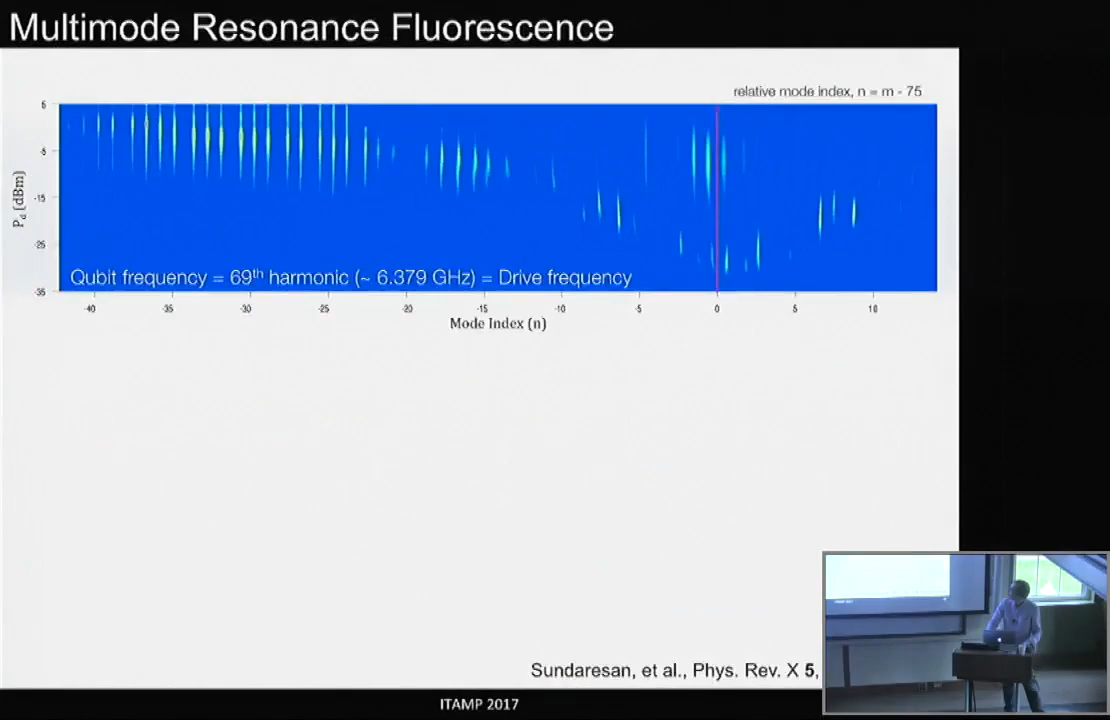 Multimode Resonance Fluorescence
relative mode index, n = m - 75
5
-5
-15
-25
-35
P_d [dBm]
Qubit frequency = 69th harmonic (~ 6.379 GHz) = Drive frequency
-40 -35 -30 -25 -20 -15 -10 -5 0 5 10
Mode Index (n)
Sundaresan, et al., Phys. Rev. X 5,
ITAMP 2017